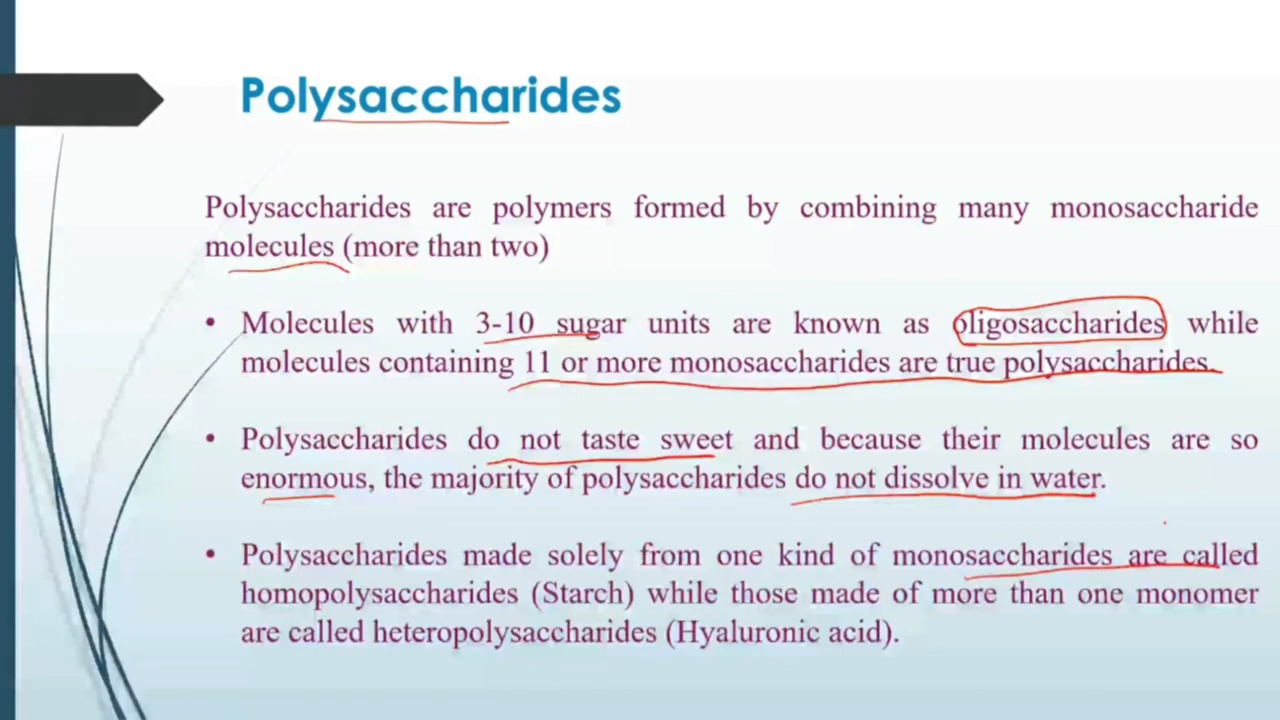 Polysaccharides
Polysaccharides are polymers formed by combining many monosaccharide
molecules (more than two)
• Molecules with 3-10 sugar units are known as oligosaccharides while
molecules containing 11 or more monosaccharides are true polysaccharides.
• Polysaccharides do not taste sweet and because their molecules are so
enormous, the majority of polysaccharides do not dissolve in water.
• Polysaccharides made solely from one kind of monosaccharides are called
homopolysaccharides (Starch) while those made of more than one monomer
are called heteropolysaccharides (Hyaluronic acid).